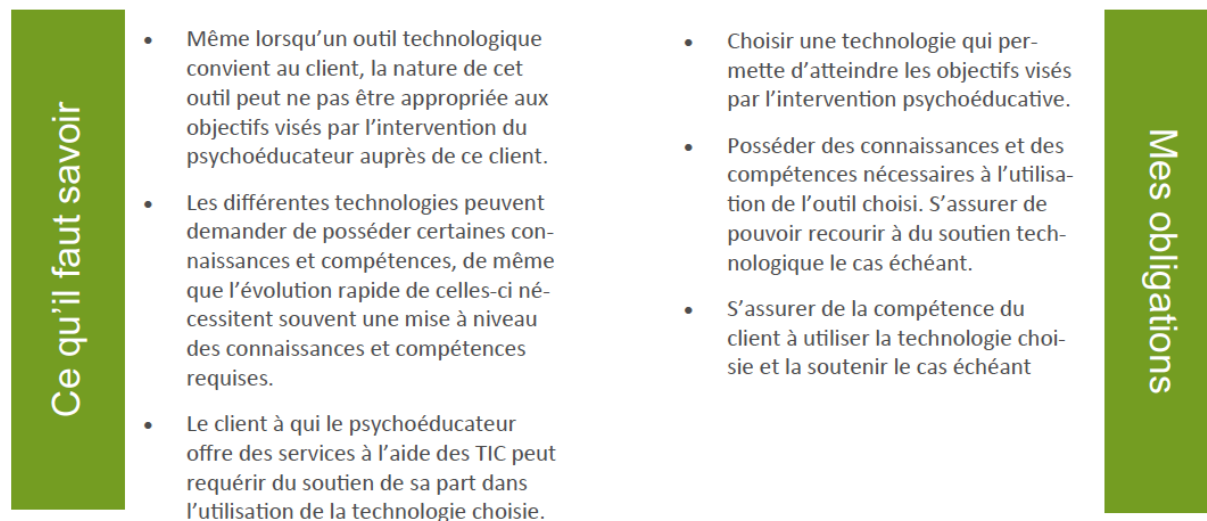 Ce qu'il faut savoir
• Même lorsqu'un outil technologique
convient au client, la nature de cet
outil peut ne pas être appropriée aux
objectifs visés par l'intervention du
psychoéducateur auprès de ce client.
• Les différentes technologies peuvent
demander de posséder certaines con-
naissances et compétences, de même
que l'évolution rapide de celles-ci né-
cessitent souvent une mise à niveau
des connaissances et compétences
requises.
• Le client à qui le psychoéducateur
offre des services à l'aide des TIC peut
requérir du soutien de sa part dans
l'utilisation de la technologie choisie.
• Choisir une technologie qui per-
mette d'atteindre les objectifs visés
par l'intervention psychoéducative.
• Posséder des connaissances et des
compétences nécessaires à l'utilisa-
tion de l'outil choisi. S'assurer de
pouvoir recourir à du soutien tech-
nologique le cas échéant.
• S'assurer de la compétence du
client à utiliser la technologie choi-
sie et la soutenir le cas échéant
Mes obligations